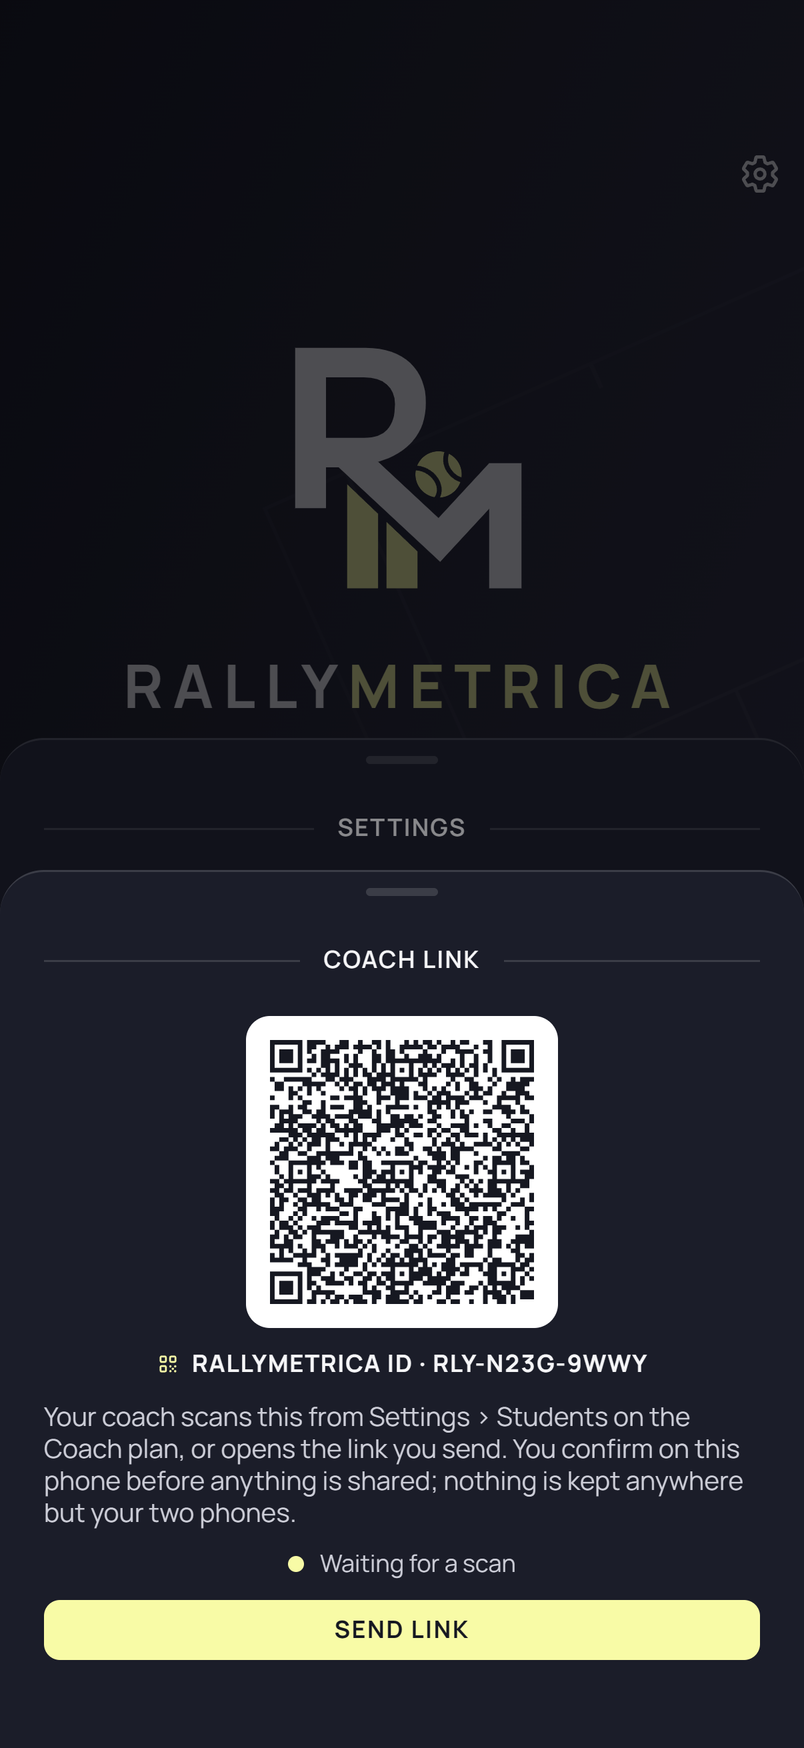 RM
RALLYMETRICA
SETTINGS
COACH LINK
RALLYMETRICA ID · RLY-N23G-9WWY
Your coach scans this from Settings > Students on the
Coach plan, or opens the link you send. You confirm on this
phone before anything is shared; nothing is kept anywhere
but your two phones.
Waiting for a scan
SEND LINK